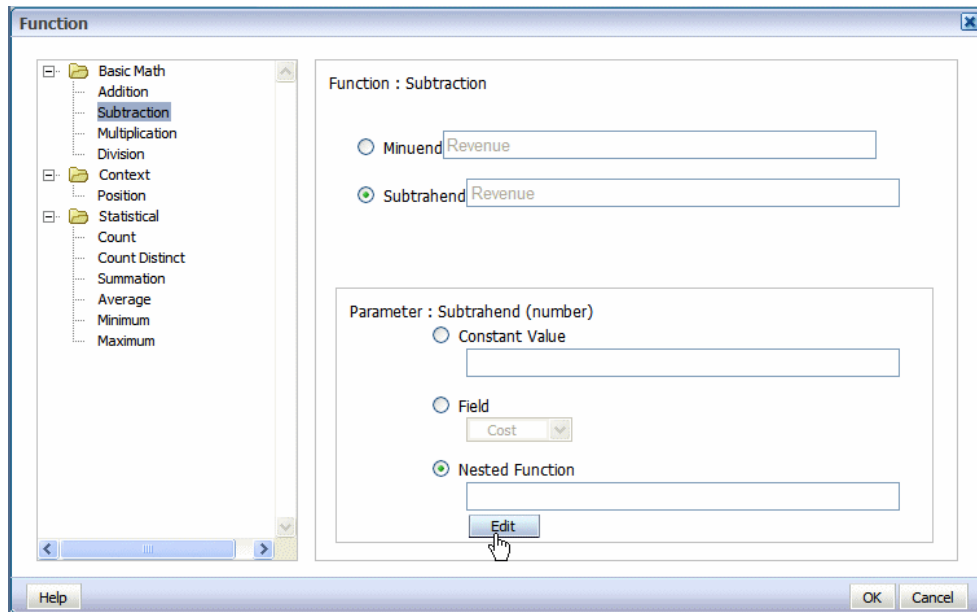 Function
Basic Math
Addition
Subtraction
Multiplication
Division
Context
Position
Statistical
Count
Count Distinct
Summation
Average
Minimum
Maximum
Function : Subtraction
Minuend Revenue
Subtrahend Revenue
Parameter : Subtrahend (number)
Constant Value
Field
Cost
Nested Function
Edit
Help
OK Cancel